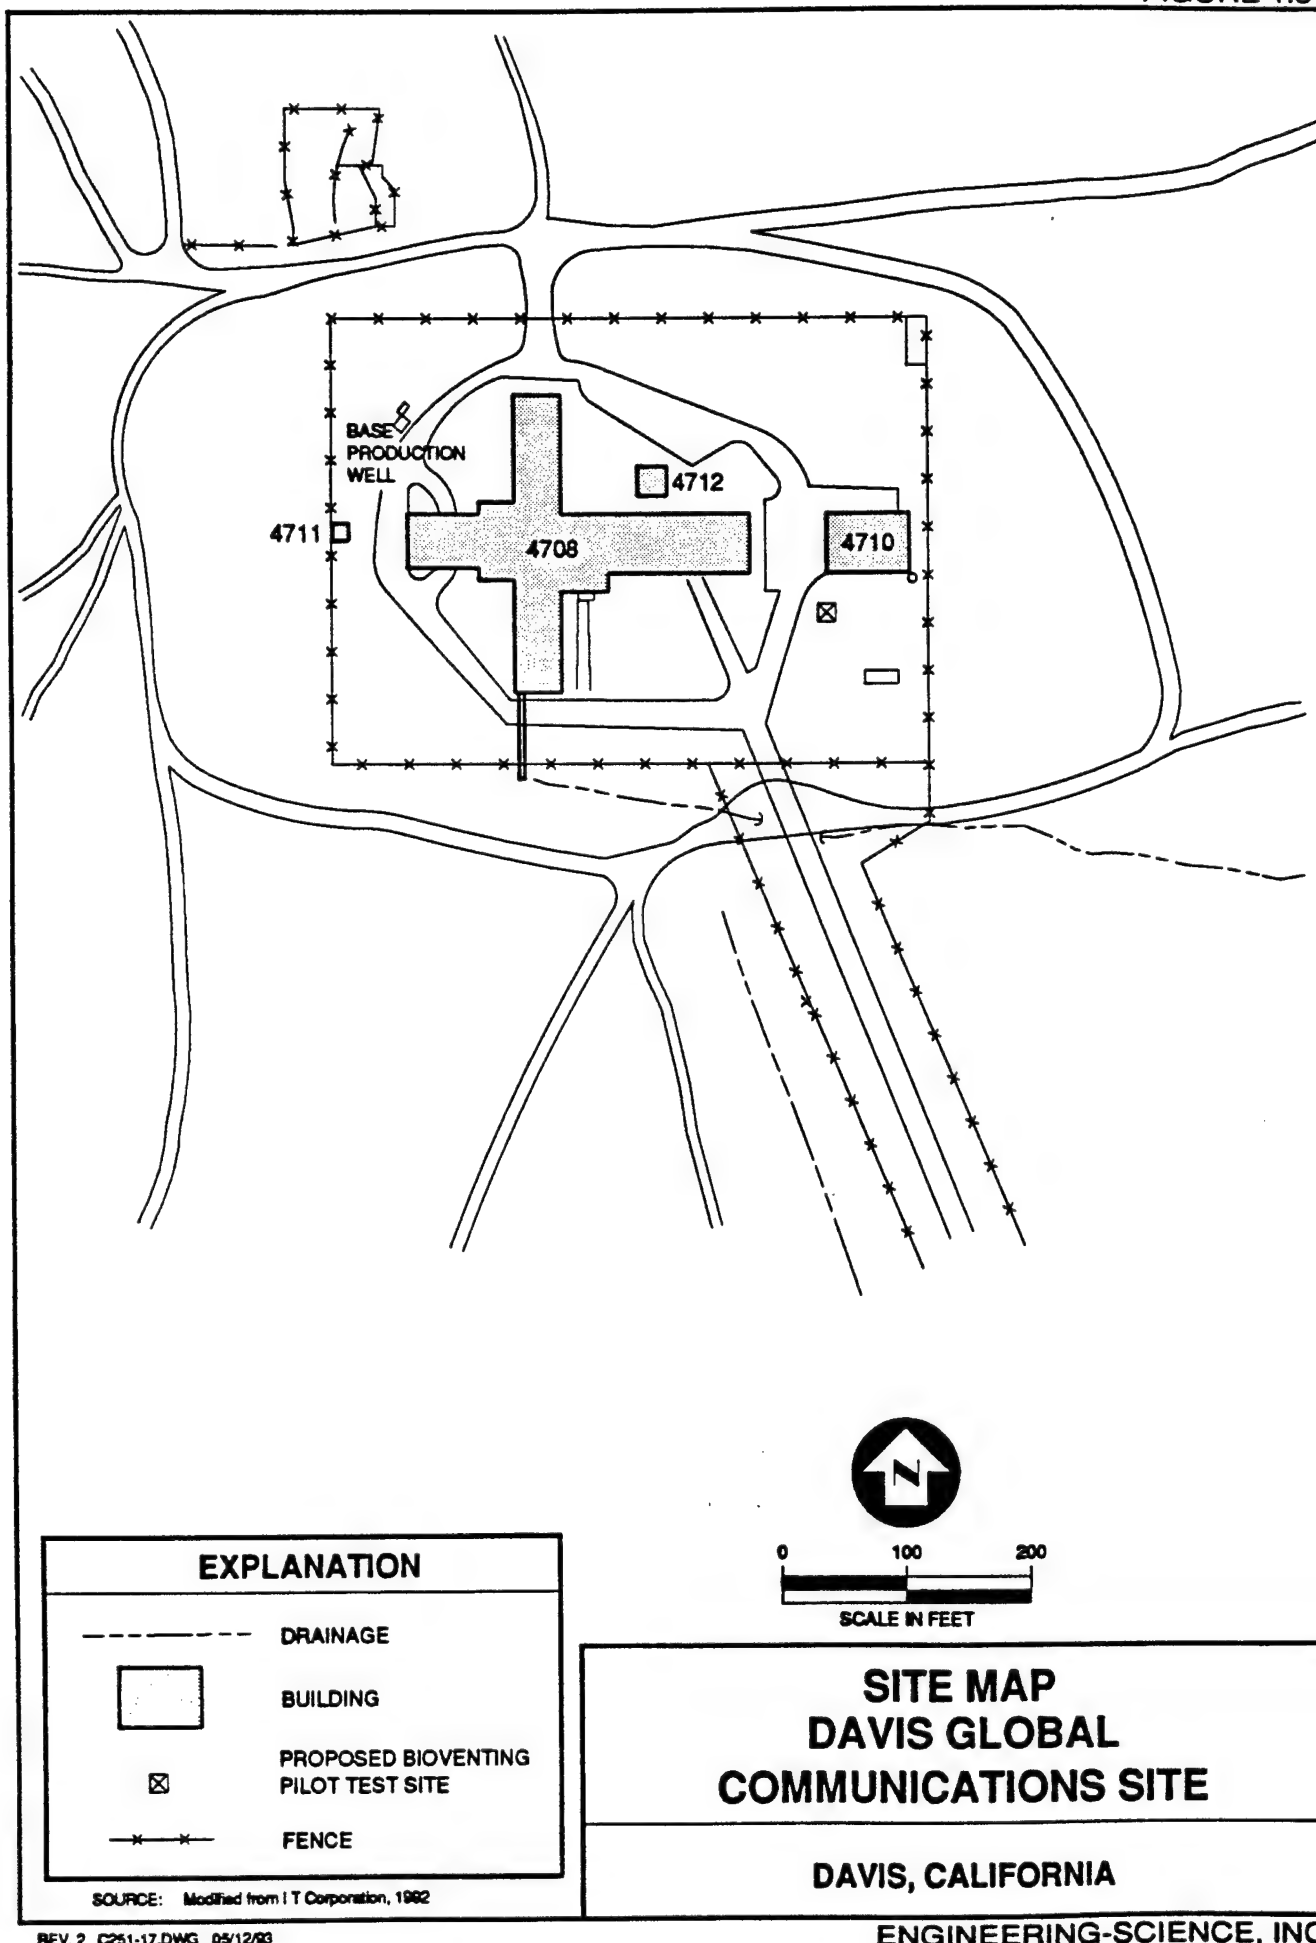 BASE
PRODUCTION
WELL
4712
4711
4708
4710
N
0 100 200
SCALE IN FEET
EXPLANATION
DRAINAGE
BUILDING
PROPOSED BIOVENTING
PILOT TEST SITE
FENCE
SOURCE: Modified from I T Corporation, 1992
SITE MAP
DAVIS GLOBAL
COMMUNICATIONS SITE
DAVIS, CALIFORNIA
REV 2 C251-17.DWG 05/12/93
ENGINEERING-SCIENCE, INC